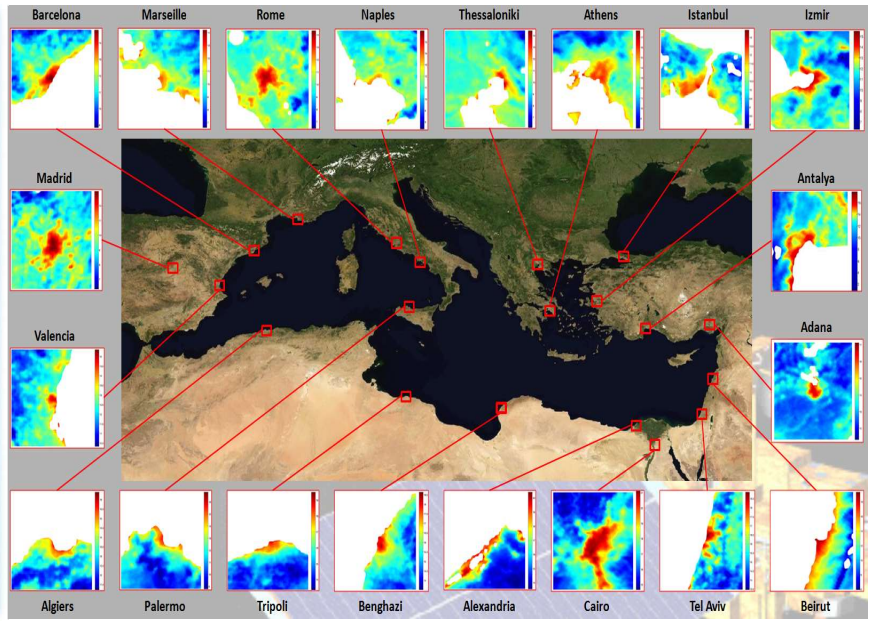 Barcelona
Marseille
Rome
Naples
Thessaloniki
Athens
Istanbul
Izmir
Madrid
Antalya
Valencia
Adana
Algiers
Palermo
Tripoli
Benghazi
Alexandria
Cairo
Tel Aviv
Beirut